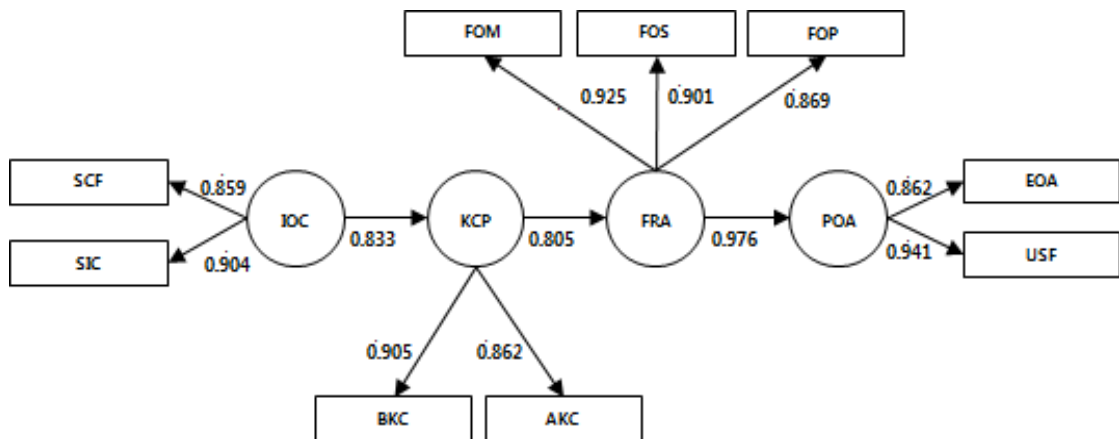 FOM
FOS
FOP
0.925
0.901
0.869
SCF
0.859
IOC
0.833
KCP
0.805
FRA
0.976
POA
0.862
EOA
SIC
0.904
0.941
USF
0.905
0.862
BKC
AKC